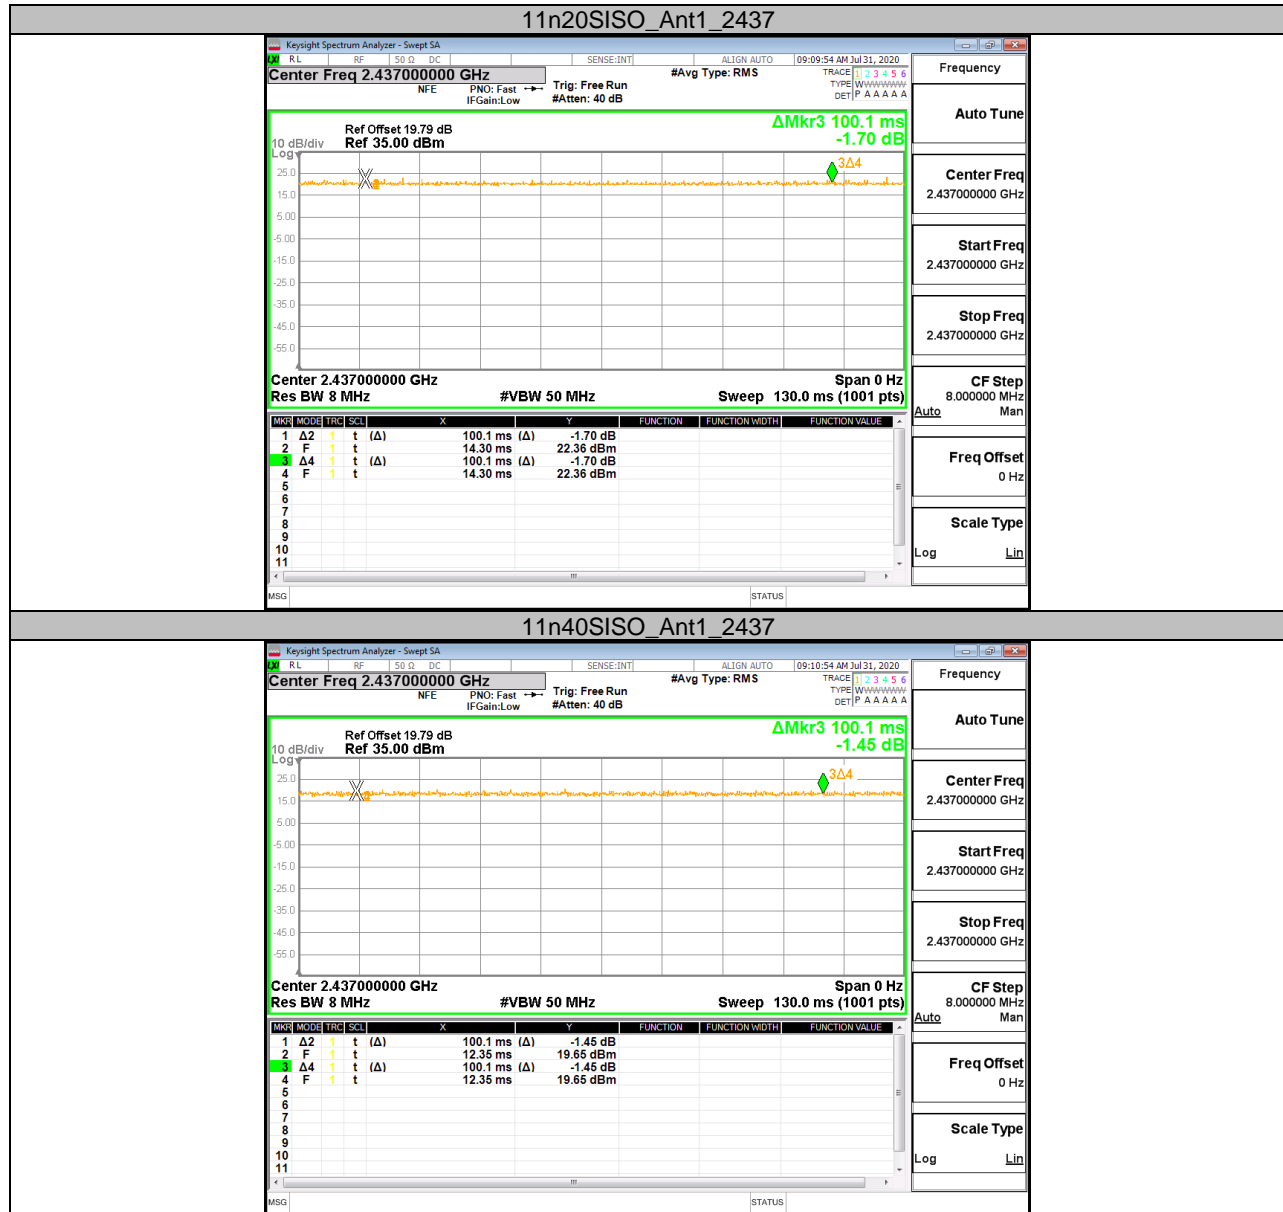 11n20SISO_Ant1_2437
Keysight Spectrum Analyzer - Swept SA
LXI RL RF 50 Ω DC SENSE:INT ALIGN AUTO 09:09:54 AM Jul 31, 2020
Center Freq 2.437000000 GHz #Avg Type: RMS TRACE 1 2 3 4 5 6
NFE PNO: Fast Trig: Free Run TYPE WWWWWW
IFGain:Low #Atten: 40 dB DET P A A A A A
Frequency
ΔMkr3 100.1 ms
-1.70 dB
Ref Offset 19.79 dB
10 dB/div Ref 35.00 dBm
Log
25.0
15.0
5.00
-5.00
-15.0
-25.0
-35.0
-45.0
-55.0
3Δ4
Center 2.437000000 GHz Span 0 Hz
Res BW 8 MHz #VBW 50 MHz Sweep 130.0 ms (1001 pts)
MKR MODE TRC SCL X Y FUNCTION FUNCTION WIDTH FUNCTION VALUE
1 Δ2 1 t (Δ) 100.1 ms (Δ) -1.70 dB
2 F 1 t 14.30 ms 22.36 dBm
3 Δ4 1 t (Δ) 100.1 ms (Δ) -1.70 dB
4 F 1 t 14.30 ms 22.36 dBm
5
6
7
8
9
10
11
MSG STATUS
Auto Tune
Center Freq
2.437000000 GHz
Start Freq
2.437000000 GHz
Stop Freq
2.437000000 GHz
CF Step
8.000000 MHz
Auto Man
Freq Offset
0 Hz
Scale Type
Log Lin
11n40SISO_Ant1_2437
Keysight Spectrum Analyzer - Swept SA
LXI RL RF 50 Ω DC SENSE:INT ALIGN AUTO 09:10:54 AM Jul 31, 2020
Center Freq 2.437000000 GHz #Avg Type: RMS TRACE 1 2 3 4 5 6
NFE PNO: Fast Trig: Free Run TYPE WWWWWW
IFGain:Low #Atten: 40 dB DET P A A A A A
Frequency
ΔMkr3 100.1 ms
-1.45 dB
Ref Offset 19.79 dB
10 dB/div Ref 35.00 dBm
Log
25.0
15.0
5.00
-5.00
-15.0
-25.0
-35.0
-45.0
-55.0
3Δ4
Center 2.437000000 GHz Span 0 Hz
Res BW 8 MHz #VBW 50 MHz Sweep 130.0 ms (1001 pts)
MKR MODE TRC SCL X Y FUNCTION FUNCTION WIDTH FUNCTION VALUE
1 Δ2 1 t (Δ) 100.1 ms (Δ) -1.45 dB
2 F 1 t 12.35 ms 19.65 dBm
3 Δ4 1 t (Δ) 100.1 ms (Δ) -1.45 dB
4 F 1 t 12.35 ms 19.65 dBm
5
6
7
8
9
10
11
MSG STATUS
Auto Tune
Center Freq
2.437000000 GHz
Start Freq
2.437000000 GHz
Stop Freq
2.437000000 GHz
CF Step
8.000000 MHz
Auto Man
Freq Offset
0 Hz
Scale Type
Log Lin